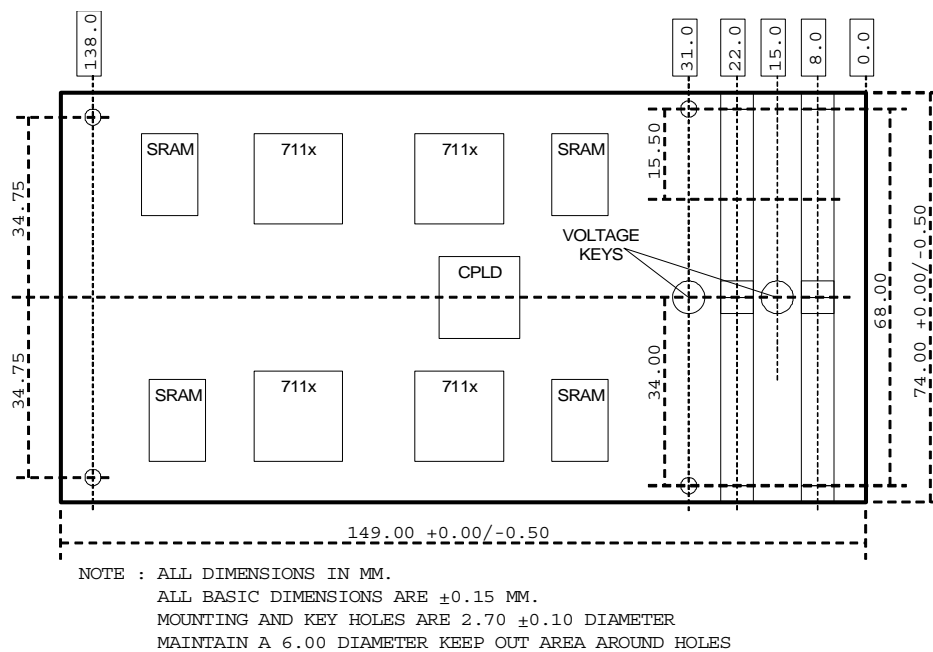 138.0
31.0
22.0
15.0
8.0
0.0
SRAM
711x
711x
SRAM
15.50
34.75
VOLTAGE
KEYS
CPLD
68.00
74.00 +0.00/-0.50
34.75
34.00
SRAM
711x
711x
SRAM
149.00 +0.00/-0.50
NOTE : ALL DIMENSIONS IN MM.
ALL BASIC DIMENSIONS ARE ±0.15 MM.
MOUNTING AND KEY HOLES ARE 2.70 ±0.10 DIAMETER
MAINTAIN A 6.00 DIAMETER KEEP OUT AREA AROUND HOLES